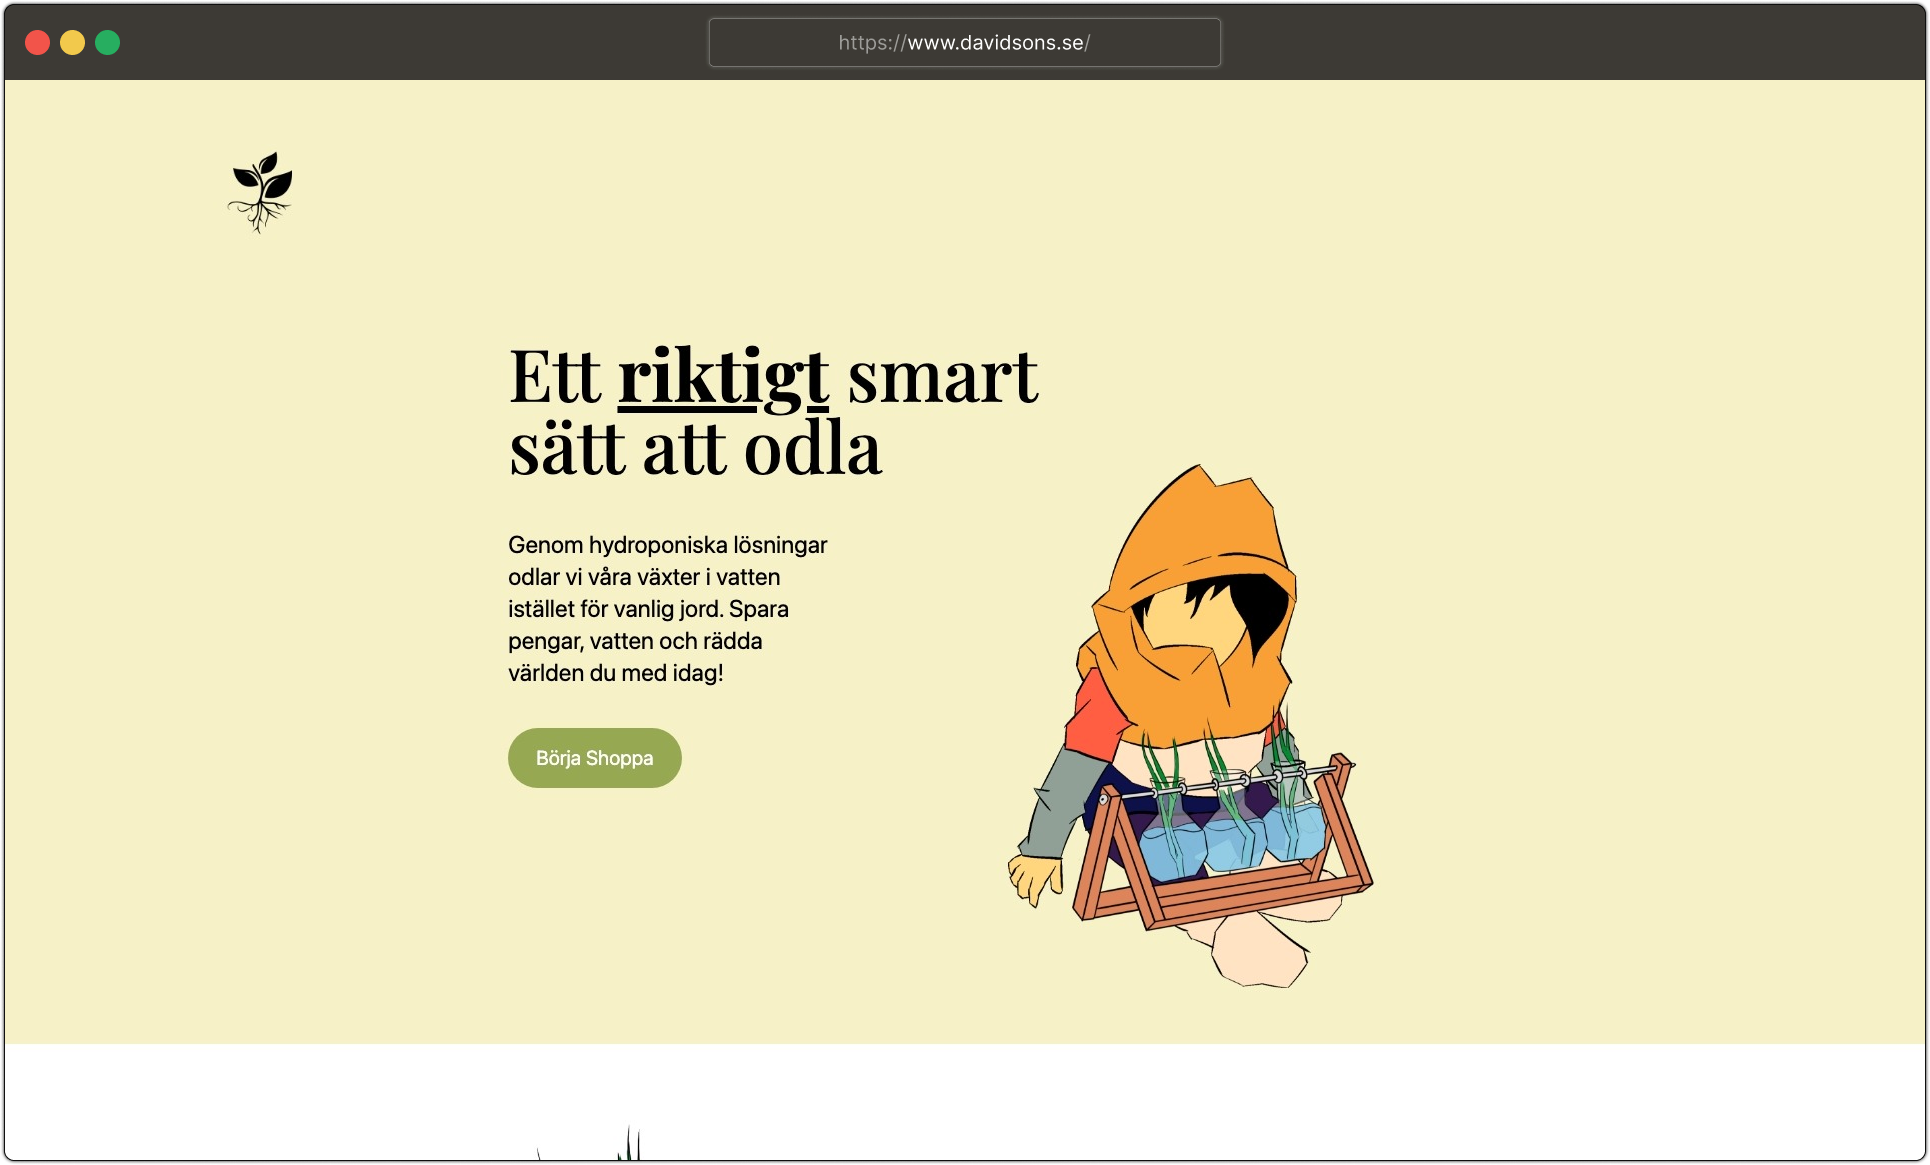 https://www.davidsons.se/
Ett riktigt smart
sätt att odla
Genom hydroponiska lösningar
odlar vi våra växter i vatten
istället för vanlig jord. Spara
pengar, vatten och rädda
världen du med idag!
Börja Shoppa